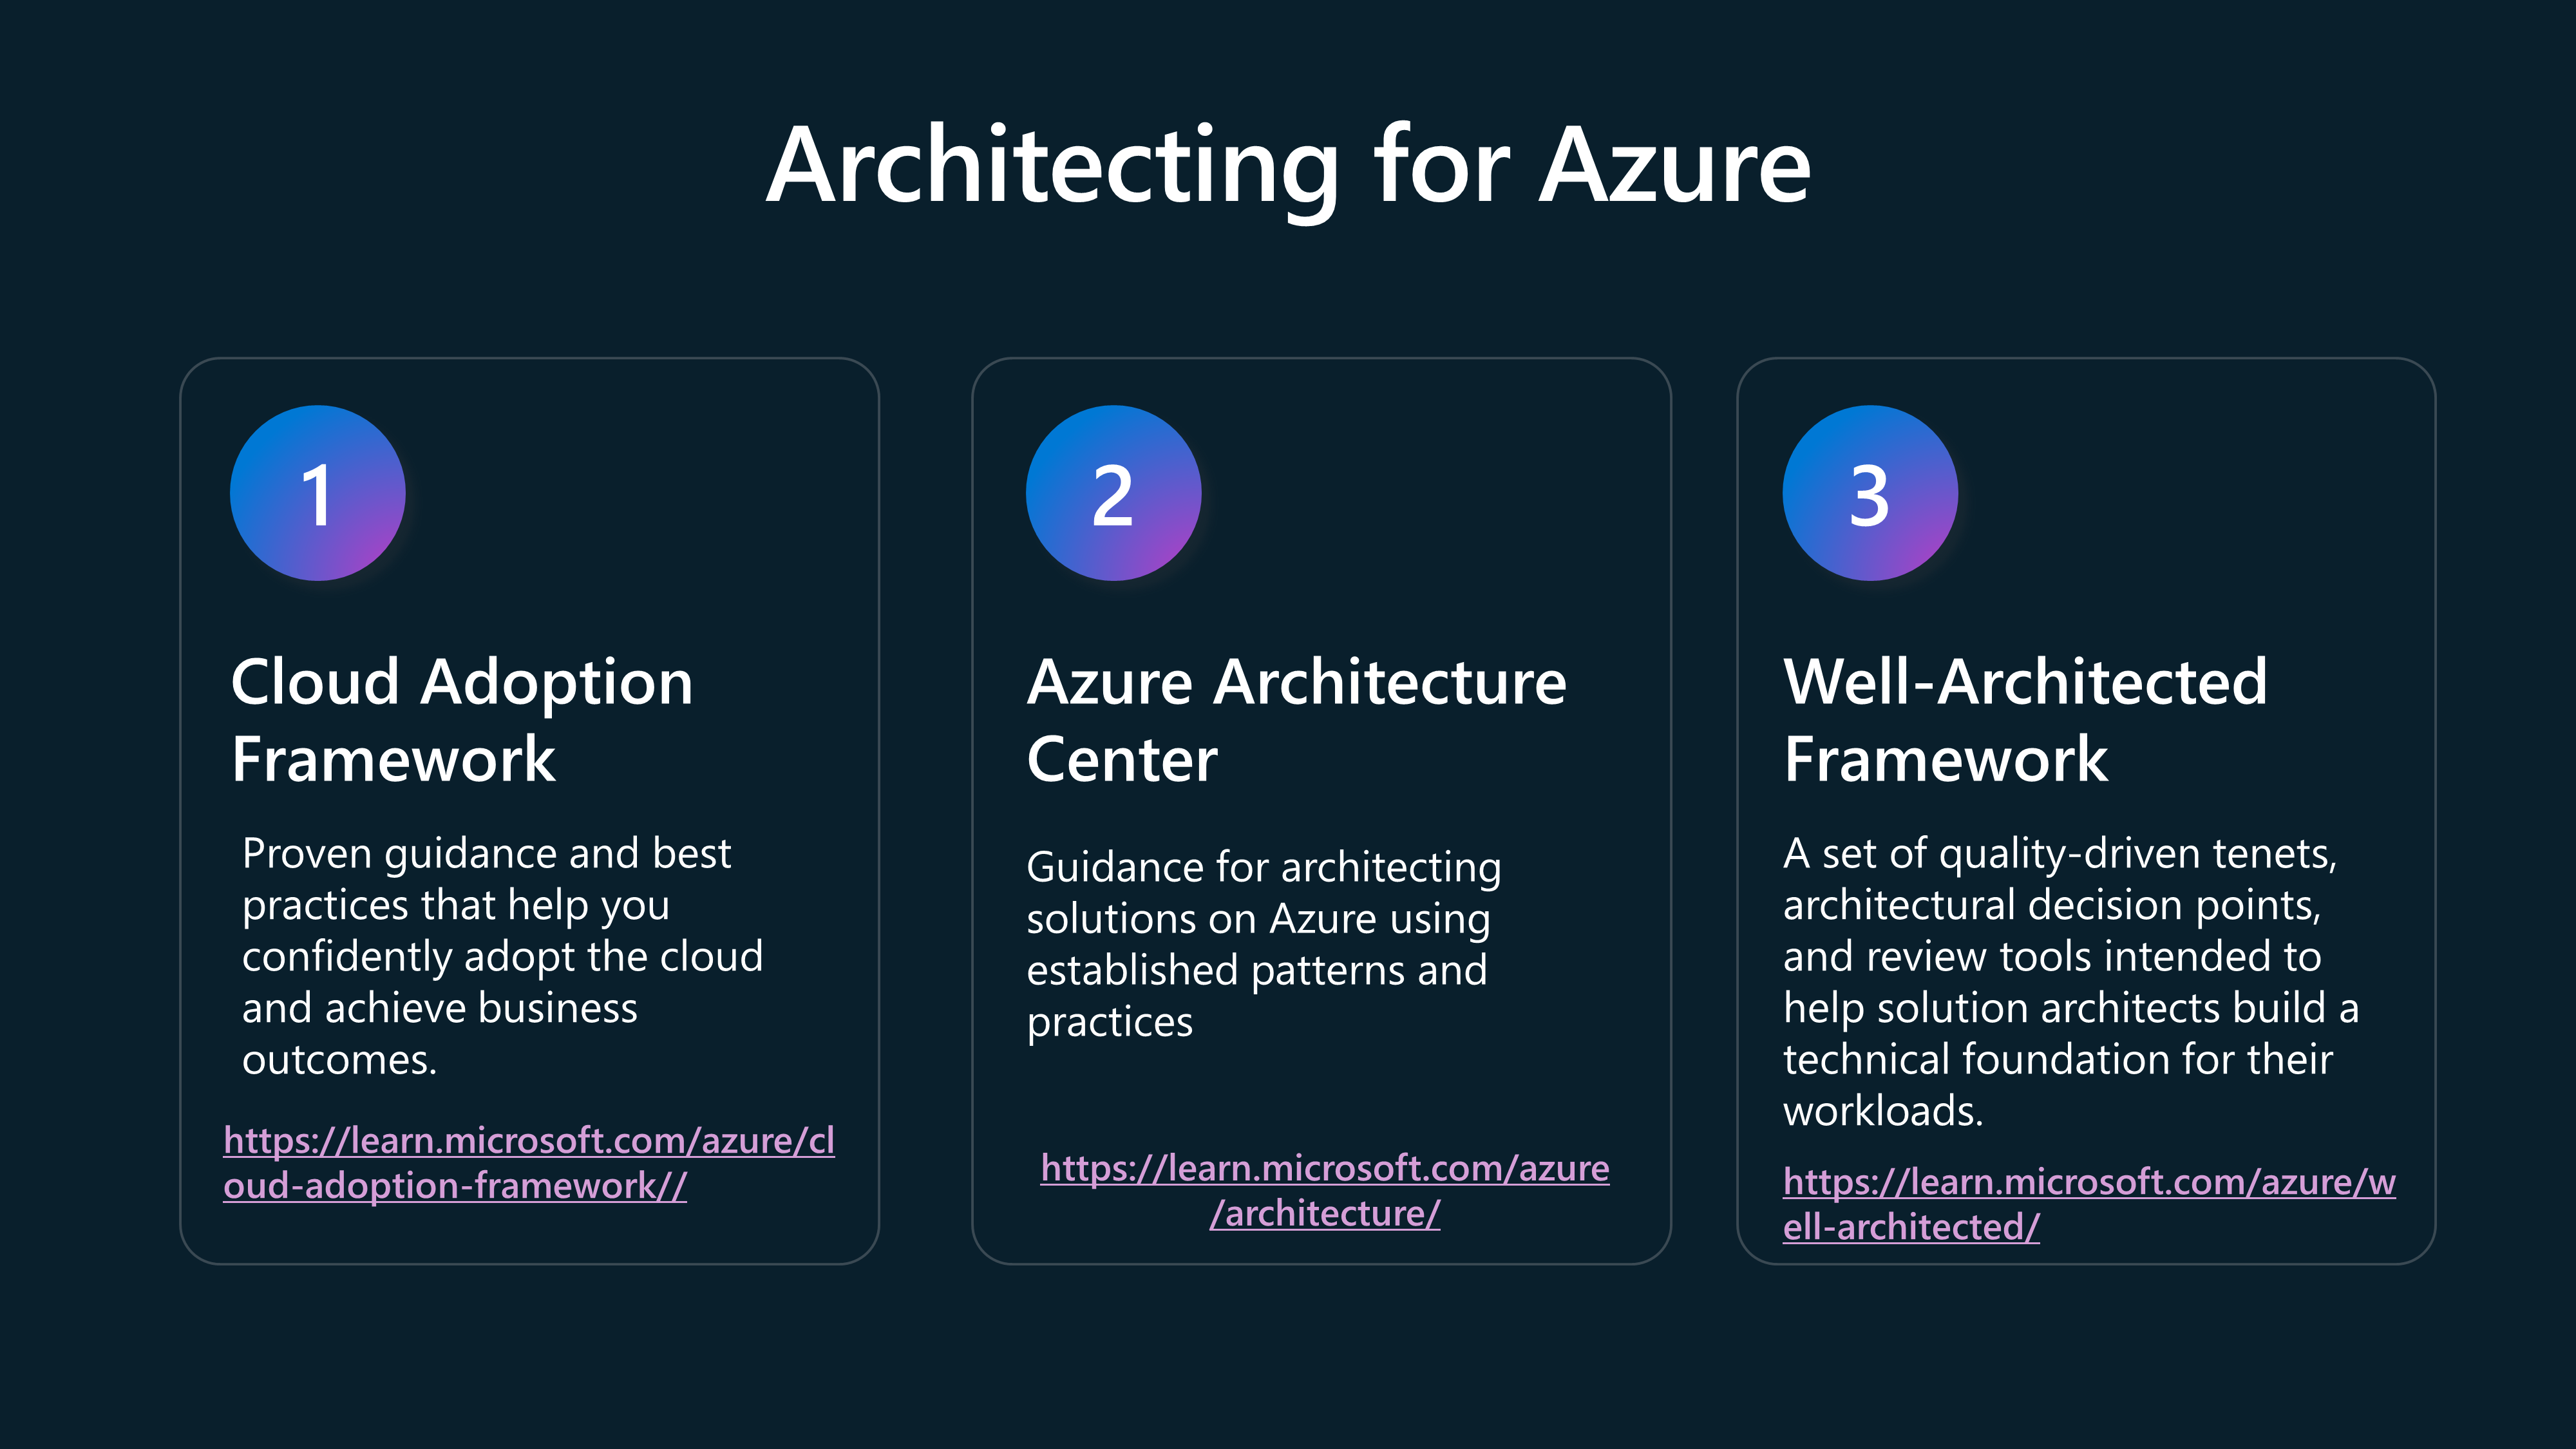 Architecting for Azure
1
Cloud Adoption
Framework
Proven guidance and best
practices that help you
confidently adopt the cloud
and achieve business
outcomes.
https://learn.microsoft.com/azure/cl
oud-adoption-framework//
2
Azure Architecture
Center
Guidance for architecting
solutions on Azure using
established patterns and
practices
https://learn.microsoft.com/azure
/architecture/
3
Well-Architected
Framework
A set of quality-driven tenets,
architectural decision points,
and review tools intended to
help solution architects build a
technical foundation for their
workloads.
https://learn.microsoft.com/azure/w
ell-architected/